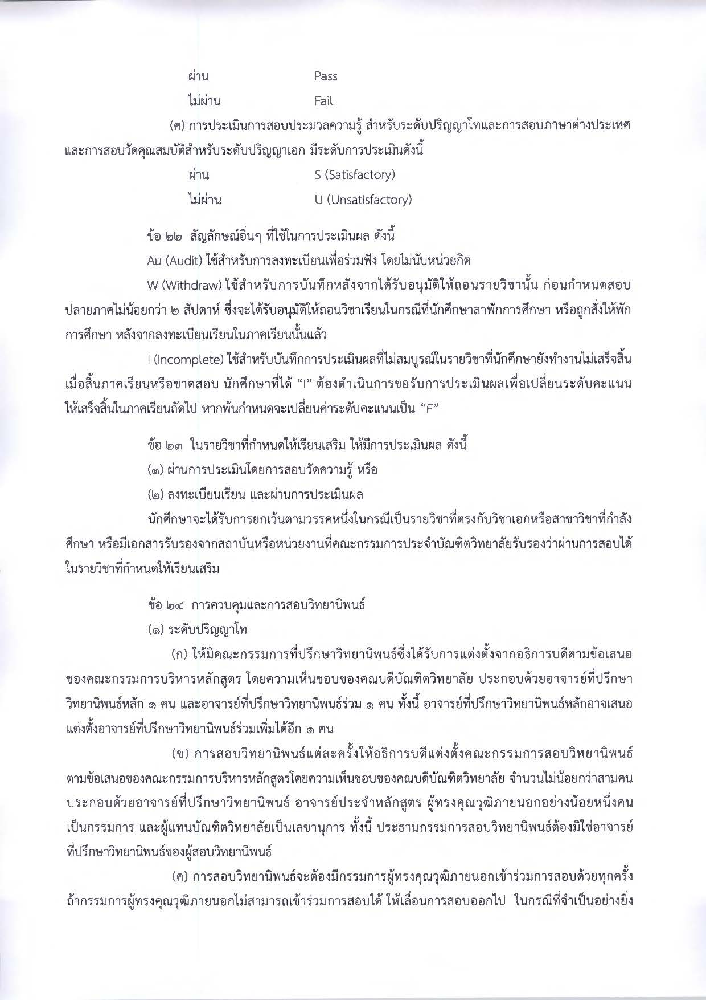 ผ่าน Pass
ไม่ผ่าน Fail
(ค) การประเมินการสอบประมวลความรู้ สำหรับระดับปริญญาโทและการสอบภาษาต่างประเทศ
และการสอบวัดคุณสมบัติสำหรับระดับปริญญาเอก มีระดับการประเมินดังนี้
ผ่าน S (Satisfactory)
ไม่ผ่าน U (Unsatisfactory)
ข้อ ๒๒ สัญลักษณ์อื่นๆ ที่ใช้ในการประเมินผล ดังนี้
Au (Audit) ใช้สำหรับการลงทะเบียนเพื่อร่วมฟัง โดยไม่นับหน่วยกิต
W (Withdraw) ใช้สำหรับการบันทึกหลังจากได้รับอนุมัติให้ถอนรายวิชานั้น ก่อนกำหนดสอบ
ปลายภาคไม่น้อยกว่า ๒ สัปดาห์ ซึ่งจะได้รับอนุมัติให้ถอนวิชาเรียนในกรณีที่นักศึกษาลาพักการศึกษา หรือถูกสั่งให้พัก
การศึกษา หลังจากลงทะเบียนเรียนในภาคเรียนนั้นแล้ว
I (Incomplete) ใช้สำหรับบันทึกการประเมินผลที่ไม่สมบูรณ์ในรายวิชาที่นักศึกษายังทำงานไม่เสร็จสิ้น
เมื่อสิ้นภาคเรียนหรือขาดสอบ นักศึกษาที่ได้ “I” ต้องดำเนินการขอรับการประเมินผลเพื่อเปลี่ยนระดับคะแนน
ให้เสร็จสิ้นในภาคเรียนถัดไป หากพ้นกำหนดจะเปลี่ยนค่าระดับคะแนนเป็น “F”
ข้อ ๒๓ ในรายวิชาที่กำหนดให้เรียนเสริม ให้มีการประเมินผล ดังนี้
(๑) ผ่านการประเมินโดยการสอบวัดความรู้ หรือ
(๒) ลงทะเบียนเรียน และผ่านการประเมินผล
นักศึกษาจะได้รับการยกเว้นตามวรรคหนึ่งในกรณีเป็นรายวิชาที่ตรงกับวิชาเอกหรือสาขาวิชาที่กำลัง
ศึกษา หรือมีเอกสารรับรองจากสถาบันหรือหน่วยงานที่คณะกรรมการประจำบัณฑิตวิทยาลัยรับรองว่าผ่านการสอบได้
ในรายวิชาที่กำหนดให้เรียนเสริม
ข้อ ๒๔ การควบคุมและการสอบวิทยานิพนธ์
(๑) ระดับปริญญาโท
(ก) ให้มีคณะกรรมการที่ปรึกษาวิทยานิพนธ์ซึ่งได้รับการแต่งตั้งจากอธิการบดีตามข้อเสนอ
ของคณะกรรมการบริหารหลักสูตร โดยความเห็นชอบของคณบดีบัณฑิตวิทยาลัย ประกอบด้วยอาจารย์ที่ปรึกษา
วิทยานิพนธ์หลัก ๑ คน และอาจารย์ที่ปรึกษาวิทยานิพนธ์ร่วม ๑ คน ทั้งนี้ อาจารย์ที่ปรึกษาวิทยานิพนธ์หลักอาจเสนอ
แต่งตั้งอาจารย์ที่ปรึกษาวิทยานิพนธ์ร่วมเพิ่มได้อีก ๑ คน
(ข) การสอบวิทยานิพนธ์แต่ละครั้งให้อธิการบดีแต่งตั้งคณะกรรมการสอบวิทยานิพนธ์
ตามข้อเสนอของคณะกรรมการบริหารหลักสูตรโดยความเห็นชอบของคณบดีบัณฑิตวิทยาลัย จำนวนไม่น้อยกว่าสามคน
ประกอบด้วยอาจารย์ที่ปรึกษาวิทยานิพนธ์ อาจารย์ประจำหลักสูตร ผู้ทรงคุณวุฒิภายนอกอย่างน้อยหนึ่งคน
เป็นกรรมการ และผู้แทนบัณฑิตวิทยาลัยเป็นเลขานุการ ทั้งนี้ ประธานกรรมการสอบวิทยานิพนธ์ต้องมิใช่อาจารย์
ที่ปรึกษาวิทยานิพนธ์ของผู้สอบวิทยานิพนธ์
(ค) การสอบวิทยานิพนธ์จะต้องมีกรรมการผู้ทรงคุณวุฒิภายนอกเข้าร่วมการสอบด้วยทุกครั้ง
ถ้ากรรมการผู้ทรงคุณวุฒิภายนอกไม่สามารถเข้าร่วมการสอบได้ ให้เลื่อนการสอบออกไป ในกรณีที่จำเป็นอย่างยิ่ง